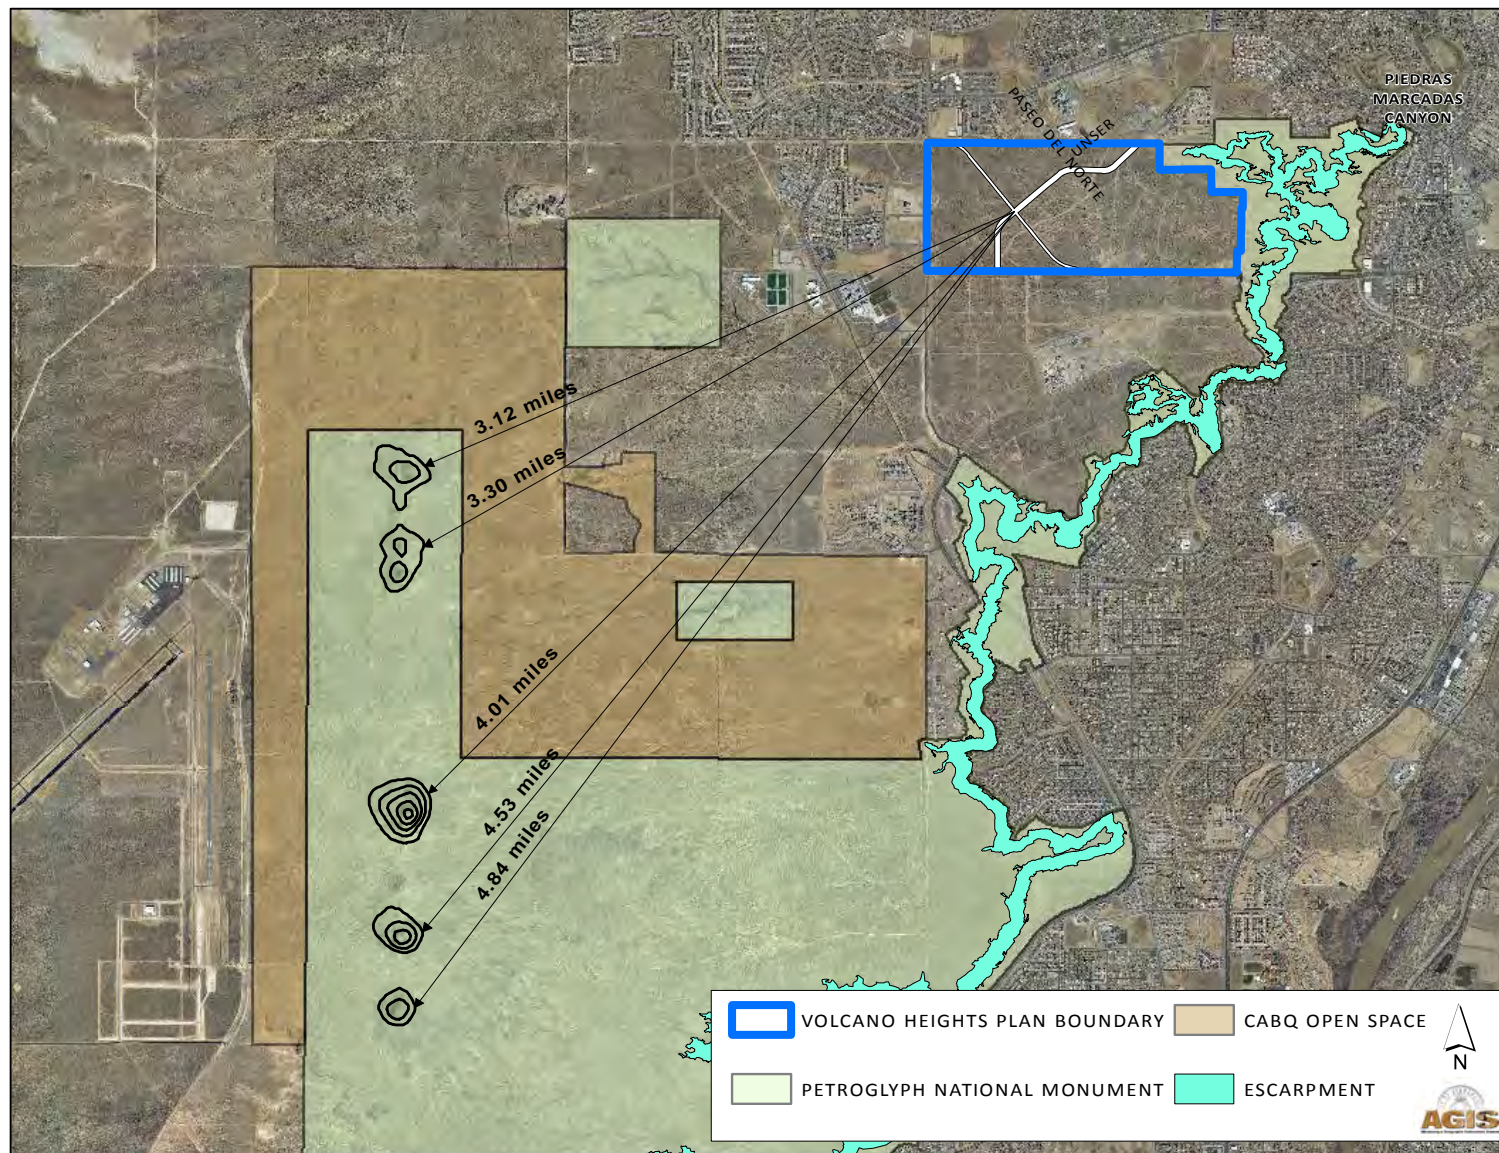 PIEDRAS
MARCADAS
CANYON
PASEO DEL NORTE
UNSER
3.12 miles
3.30 miles
4.01 miles
4.53 miles
4.84 miles
VOLCANO HEIGHTS PLAN BOUNDARY
CABQ OPEN SPACE
PETROGLYPH NATIONAL MONUMENT
ESCARPMENT
N
AGIS